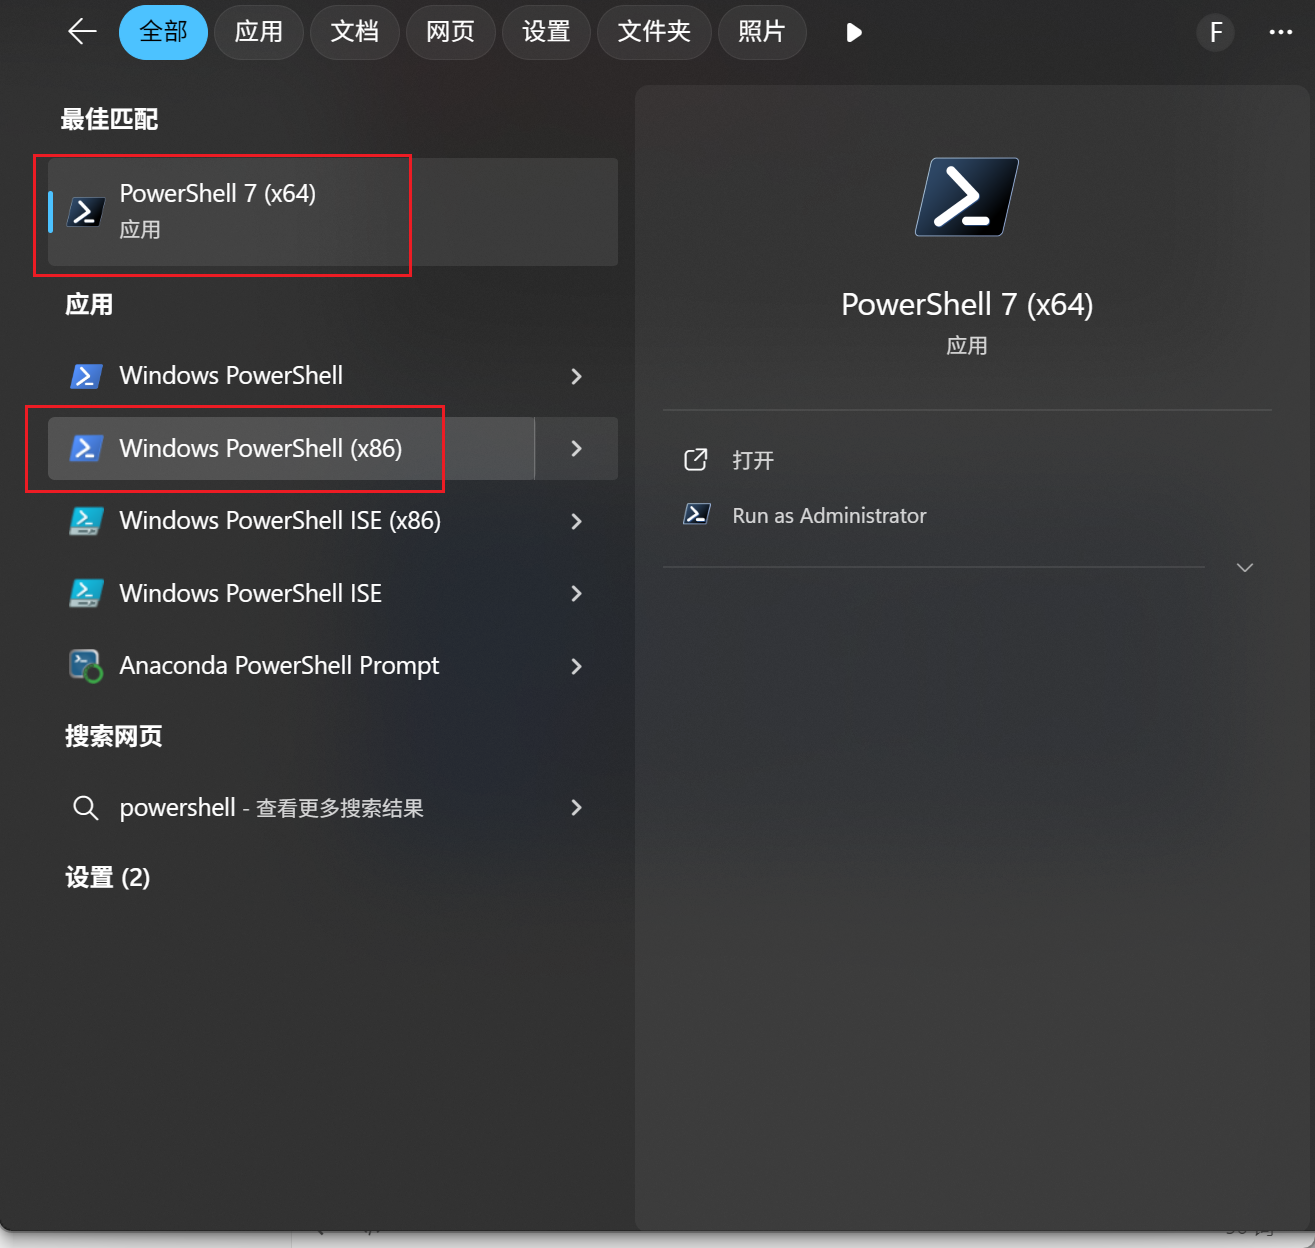 全部 应用 文档 网页 设置 文件夹 照片 F
最佳匹配
PowerShell 7 (x64)
应用
应用
Windows PowerShell
Windows PowerShell (x86)
Windows PowerShell ISE (x86)
Windows PowerShell ISE
Anaconda PowerShell Prompt
搜索网页
powershell - 查看更多搜索结果
设置 (2)
PowerShell 7 (x64)
应用
打开
Run as Administrator